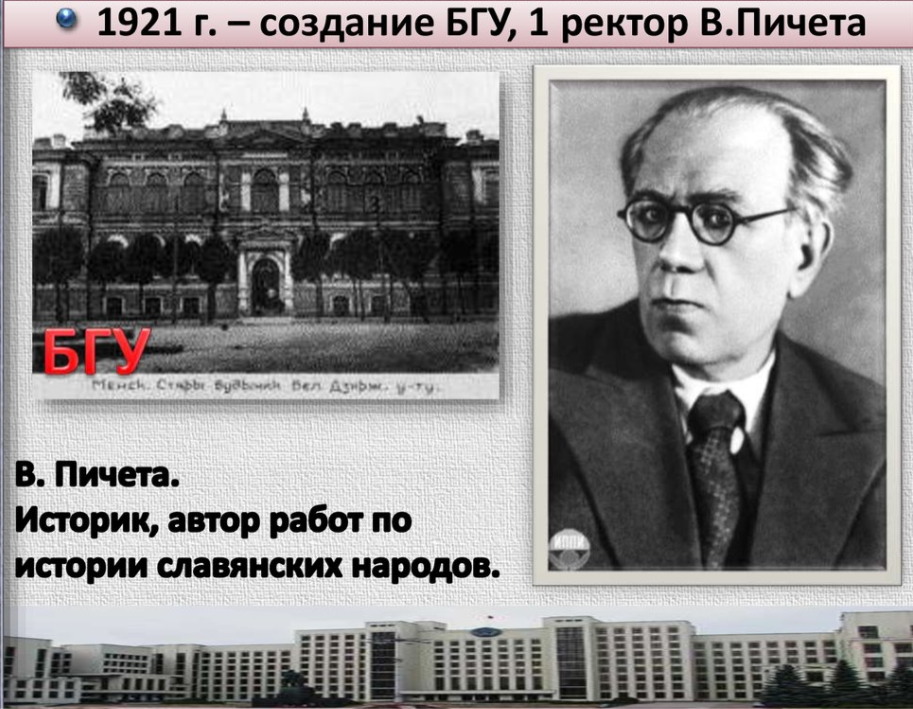 1921 г. – создание БГУ, 1 ректор В.Пичета
БГУ
Менск. Стары будынак Бел. Дзярж. у-ту.
В. Пичета.
Историк, автор работ по
истории славянских народов.